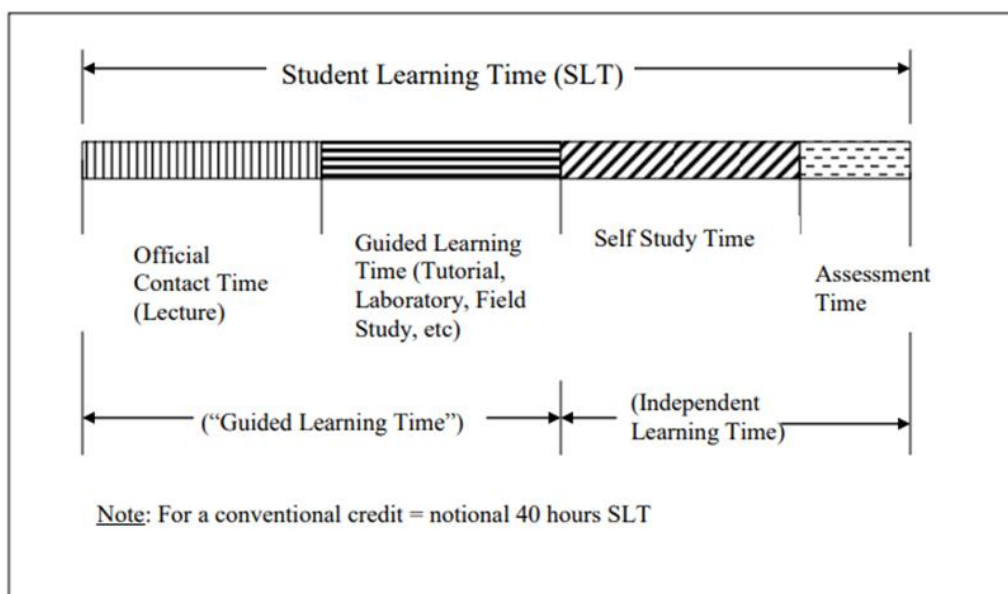 Student Learning Time (SLT)
Official
Contact Time
(Lecture)
Guided Learning
Time (Tutorial,
Laboratory, Field
Study, etc)
Self Study Time
Assessment
Time
(“Guided Learning Time”)
(Independent
Learning Time)
Note: For a conventional credit = notional 40 hours SLT